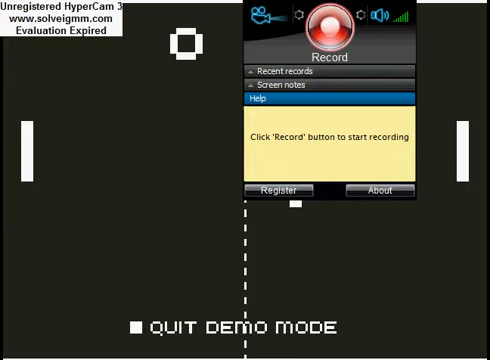 Unregistered HyperCam 3
www.solveigmm.com
Evaluation Expired
0
Record
Recent records
Screen notes
Help
Click 'Record' button to start recording
Register
About
QUIT DEMO MODE